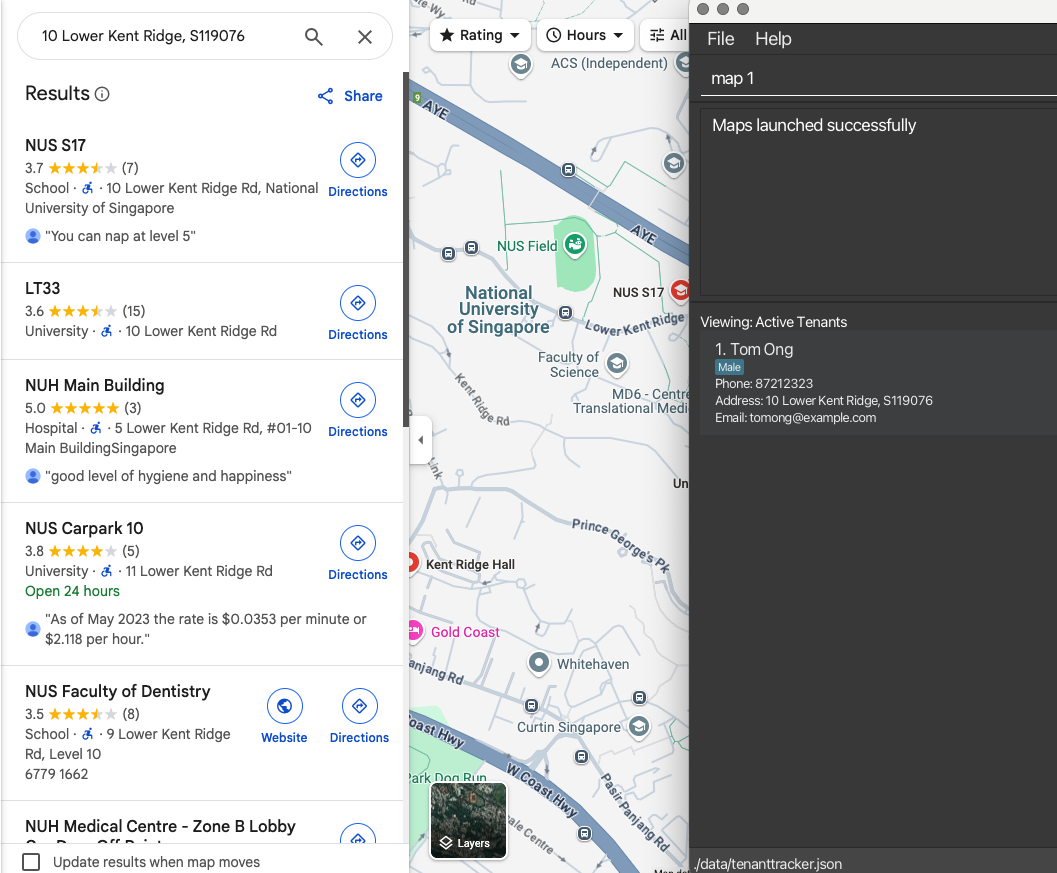 10 Lower Kent Ridge, S119076
Results
Share
NUS S17
3.7 (7)
School · · 10 Lower Kent Ridge Rd, National
University of Singapore
"You can nap at level 5"
Directions
LT33
3.6 (15)
University · · 10 Lower Kent Ridge Rd
Directions
NUH Main Building
5.0 (3)
Hospital · · 5 Lower Kent Ridge Rd, #01-10
Main BuildingSingapore
"good level of hygiene and happiness"
Directions
NUS Carpark 10
3.8 (5)
University · · 11 Lower Kent Ridge Rd
Open 24 hours
"As of May 2023 the rate is $0.0353 per minute or
$2.118 per hour."
Directions
NUS Faculty of Dentistry
3.5 (8)
School · · 9 Lower Kent Ridge
Rd, Level 10
6779 1662
Website
Directions
NUH Medical Centre - Zone B Lobby
Update results when map moves
Rating
Hours
All
ACS (Independent)
9
AYE
AYE
NUS Field
NUS S17
National
University
of Singapore
Lower Kent Ridge
Faculty of
Science
MD6 - Centre
Translational Medi
Kent Ridge Rd
Link
Un
Prince George's Pk
Kent Ridge Hall
Gold Coast
Whitehaven
anjang Rd
Curtin Singapore
oast Hwy
W Coast Hwy
Park Dog Run
Pasir Panjang Rd
ale Centre
Layers
File Help
map 1
Maps launched successfully
Viewing: Active Tenants
1. Tom Ong
Male
Phone: 87212323
Address: 10 Lower Kent Ridge, S119076
Email: tomong@example.com
./data/tenanttracker.json